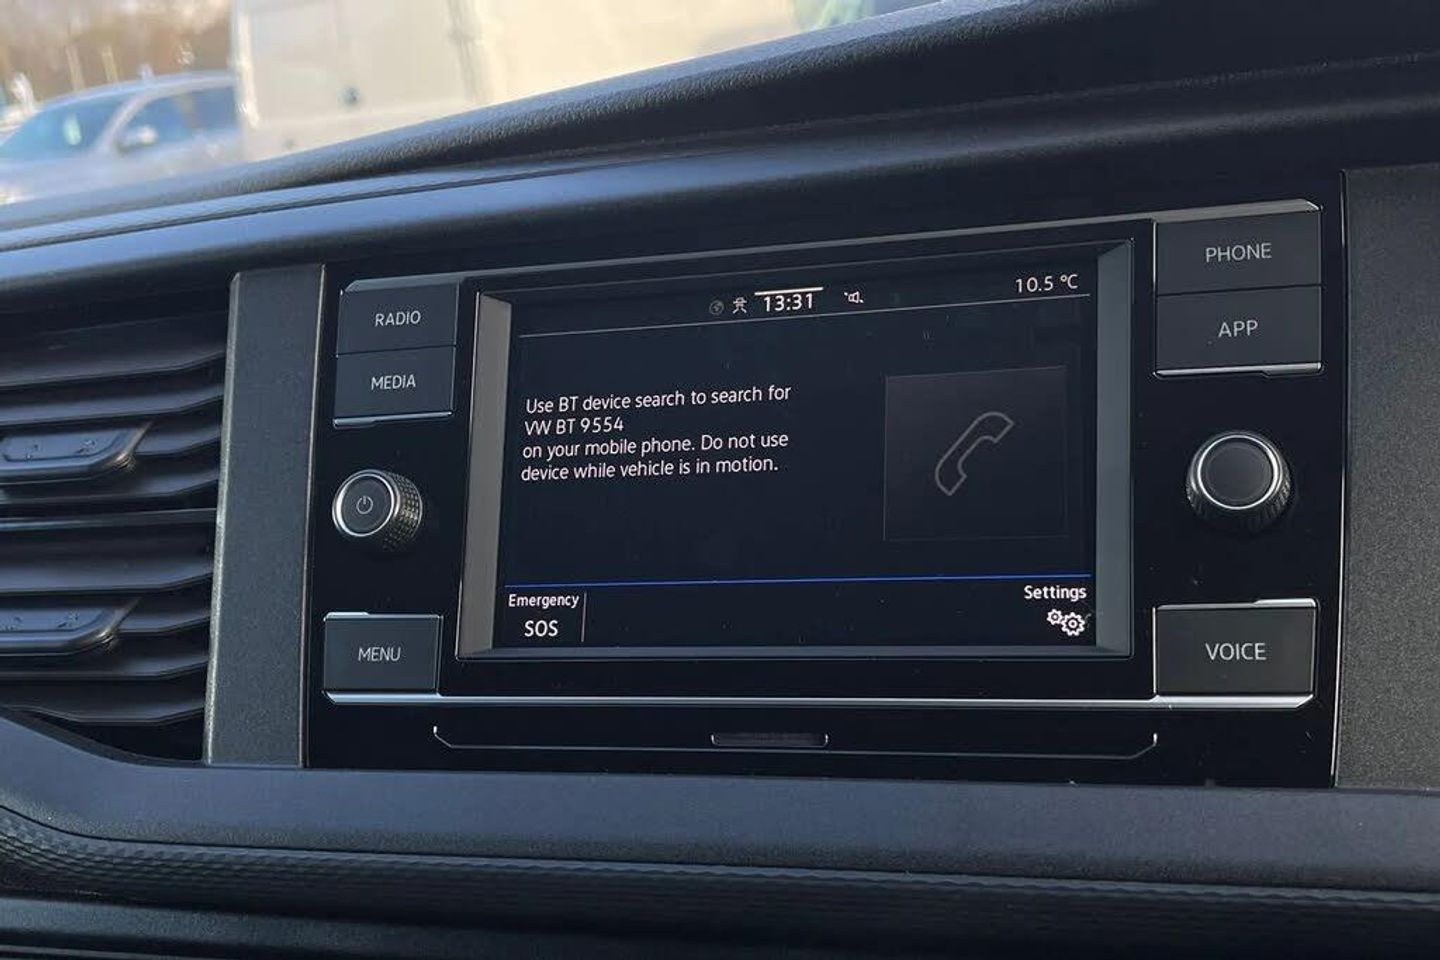 PHONE
APP
RADIO
MEDIA
13:31
10.5 °C
Use BT device search to search for
VW BT 9554
on your mobile phone. Do not use
device while vehicle is in motion.
Emergency
SOS
Settings
MENU
VOICE